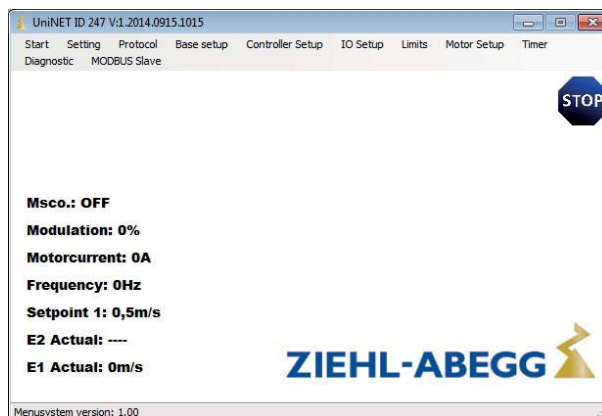 UniNET ID 247 V:1.2014.0915.1015
Start Setting Protocol Base setup Controller Setup IO Setup Limits Motor Setup Timer
Diagnostic MODBUS Slave
STOP
Msco.: OFF
Modulation: 0%
Motorcurrent: 0A
Frequency: 0Hz
Setpoint 1: 0,5m/s
E2 Actual: ----
E1 Actual: 0m/s
ZIEHL-ABEGG
Menusystem version: 1.00